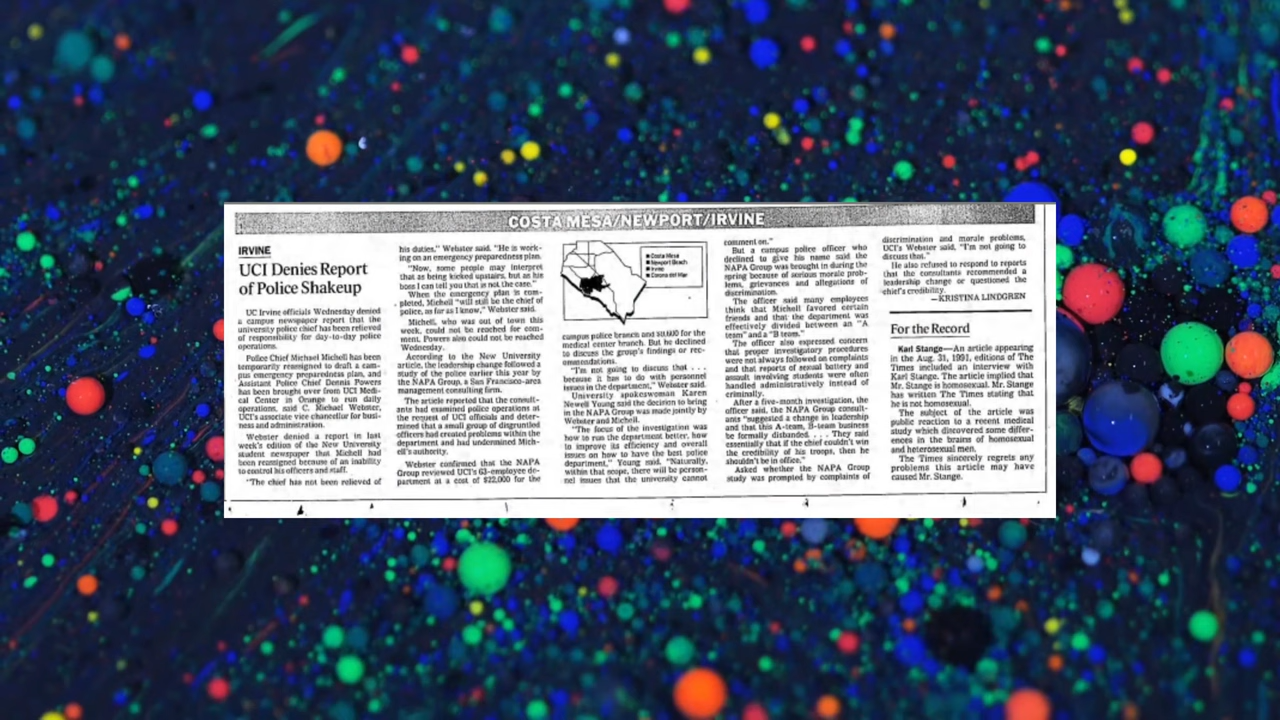 COSTA MESA/NEWPORT/IRVINE
IRVINE
UCI Denies Report
of Police Shakeup
UC Irvine officials Wednesday denied
a campus newspaper report that the
university police chief has been relieved
of responsibility for day-to-day police
operations.
Police Chief Michael Michell has been
temporarily reassigned to draft a cam-
pus emergency preparedness plan, and
Assistant Police Chief Dennis Powers
has been brought over from UCI Medi-
cal Center in Orange to run daily
operations, said C. Michael Webster,
UCI's associate vice chancellor for busi-
ness and administration.
Webster denied a report in last
week's edition of the New University
student newspaper that Michell had
been reassigned because of an inability
to control his officers and staff.
"The chief has not been relieved of
his duties," Webster said. "He is work-
ing on an emergency preparedness plan.
"Now, some people may interpret
that as being kicked upstairs, but as his
boss I can tell you that is not the case."
When the emergency plan is com-
pleted, Michell "will still be the chief of
police, as far as I know," Webster said.
Michell, who was out of town this
week, could not be reached for com-
ment. Powers also could not be reached
Wednesday.
According to the New University
article, the leadership change followed a
study of the police earlier this year by
the NAPA Group, a San Francisco-area
management consulting firm.
The article reported that the consult-
ants had examined police operations at
the request of UCI officials and deter-
mined that a small group of disgruntled
officers had created problems within the
department and had undermined Mich-
ell's authority.
Webster confirmed that the NAPA
Group reviewed UCI's 63-employee de-
partment at a cost of $22,000 for the
Costa Mesa
Newport Beach
Irvine
Corona del Mar
campus police branch and for the
medical center branch. But he declined
to discuss the group's findings or rec-
ommendations.
"I'm not going to discuss that . . .
because it has to do with personnel
issues in the department," Webster said.
University spokeswoman Karen
Newell Young said the decision to bring
in the NAPA Group was made jointly by
Webster and Michell.
"The focus of the investigation was
how to run the department better, how
to improve its efficiency and overall
issues on how to have the best police
department," Young said. "Naturally,
within that scope, there will be person-
nel issues that the university cannot
comment on."
But a campus police officer who
declined to give his name said the
NAPA Group was brought in during the
spring because of serious morale prob-
lems, grievances and allegations of
discrimination.
The officer said many employees
think that Michell favored certain
friends and that the department was
effectively divided between an "A
team" and a "B team."
The officer also expressed concern
that proper investigatory procedures
were not always followed on complaints
and that reports of sexual battery and
assault involving students were often
handled administratively instead of
criminally.
After a five-month investigation, the
officer said, the NAPA Group consult-
ants "suggested a change in leadership
and that this A-team, B-team business
be formally disbanded. . . . They said
essentially that if the chief couldn't win
the credibility of his troops, then he
shouldn't be in office."
Asked whether the NAPA Group
study was prompted by complaints of
discrimination and morale problems,
UCI's Webster said, "I'm not going to
discuss that."
He also refused to respond to reports
that the consultants recommended a
leadership change or questioned the
chief's credibility.
—KRISTINA LINDGREN
For the Record
Karl Stange—An article appearing
in the Aug. 31, 1991, editions of The
Times included an interview with
Karl Stange. The article implied that
Mr. Stange is homosexual. Mr. Stange
has written The Times stating that
he is not homosexual.
The subject of the article was
public reaction to a recent medical
study which discovered some differ-
ences in the brains of homosexual
and heterosexual men.
The Times sincerely regrets any
problems this article may have
caused Mr. Stange.